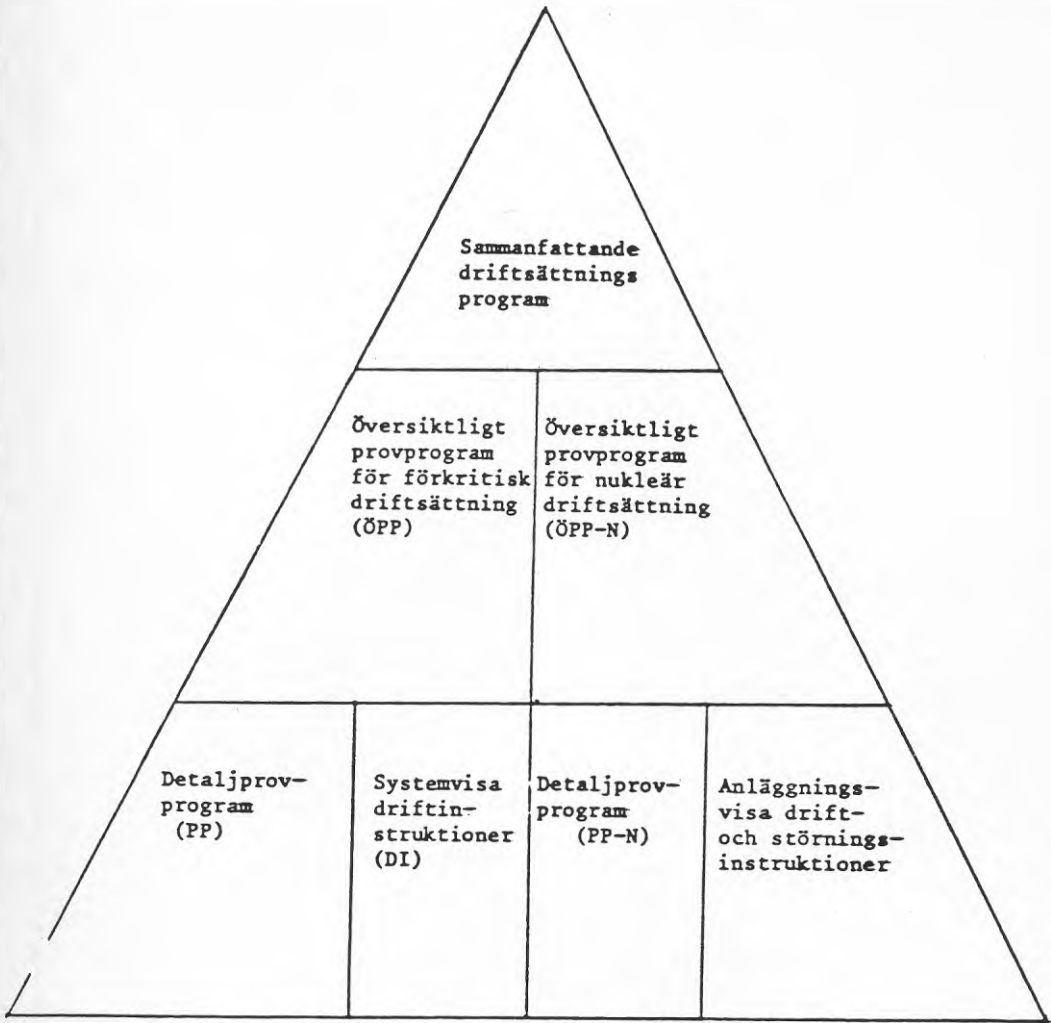 Sammanfattande
driftsättnings
program
Översiktligt
provprogram
för förkritisk
driftsättning
(ÖPP)
Översiktligt
provprogram
för nukleär
driftsättning
(ÖPP-N)
Detaljprov-
program
(PP)
Systemvisa
driftin-
struktioner
(DI)
Detaljprov-
program
(PP-N)
Anläggnings-
visa drift-
och störnings-
instruktioner